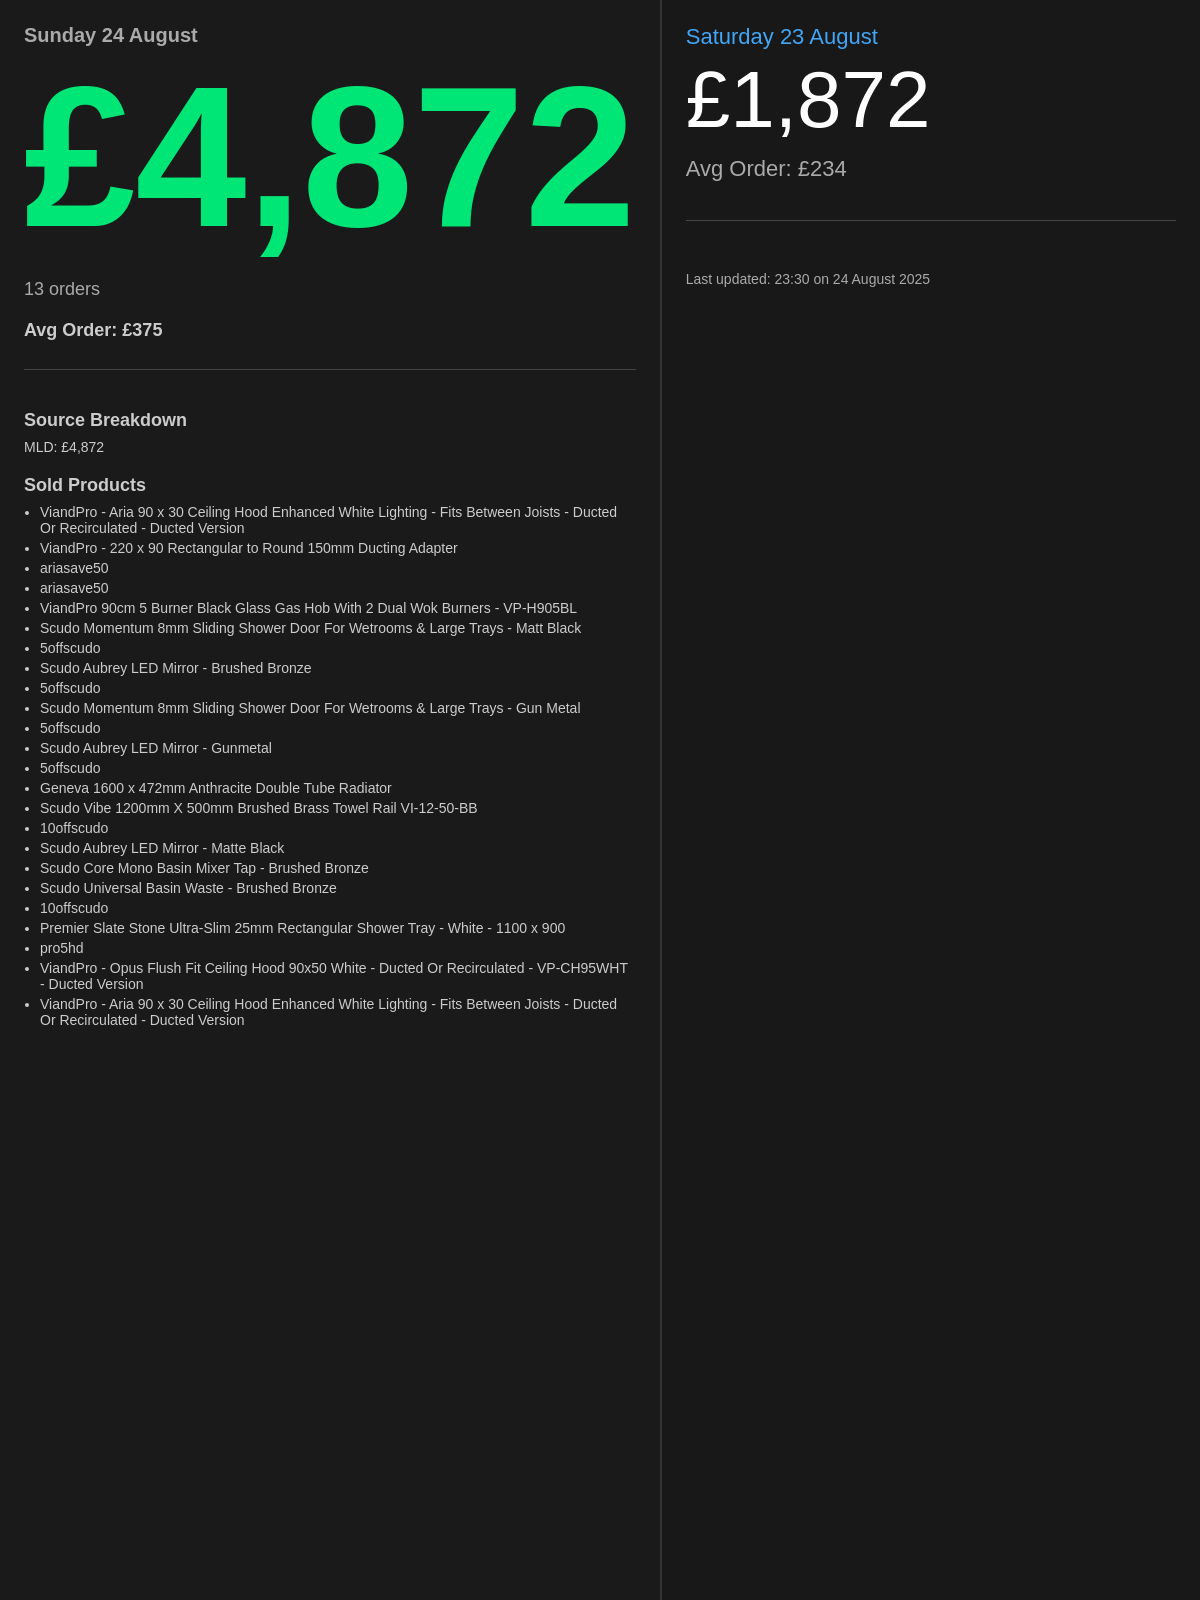 Sunday 24 August
£4,872
13 orders
Avg Order: £375
Source Breakdown
MLD: £4,872
Sold Products
• ViandPro - Aria 90 x 30 Ceiling Hood Enhanced White Lighting - Fits Between Joists - Ducted
Or Recirculated - Ducted Version
• ViandPro - 220 x 90 Rectangular to Round 150mm Ducting Adapter
• ariasave50
• ariasave50
• ViandPro 90cm 5 Burner Black Glass Gas Hob With 2 Dual Wok Burners - VP-H905BL
• Scudo Momentum 8mm Sliding Shower Door For Wetrooms & Large Trays - Matt Black
• 5offscudo
• Scudo Aubrey LED Mirror - Brushed Bronze
• 5offscudo
• Scudo Momentum 8mm Sliding Shower Door For Wetrooms & Large Trays - Gun Metal
• 5offscudo
• Scudo Aubrey LED Mirror - Gunmetal
• 5offscudo
• Geneva 1600 x 472mm Anthracite Double Tube Radiator
• Scudo Vibe 1200mm X 500mm Brushed Brass Towel Rail VI-12-50-BB
• 10offscudo
• Scudo Aubrey LED Mirror - Matte Black
• Scudo Core Mono Basin Mixer Tap - Brushed Bronze
• Scudo Universal Basin Waste - Brushed Bronze
• 10offscudo
• Premier Slate Stone Ultra-Slim 25mm Rectangular Shower Tray - White - 1100 x 900
• pro5hd
• ViandPro - Opus Flush Fit Ceiling Hood 90x50 White - Ducted Or Recirculated - VP-CH95WHT
- Ducted Version
• ViandPro - Aria 90 x 30 Ceiling Hood Enhanced White Lighting - Fits Between Joists - Ducted
Or Recirculated - Ducted Version
Saturday 23 August
£1,872
Avg Order: £234
Last updated: 23:30 on 24 August 2025